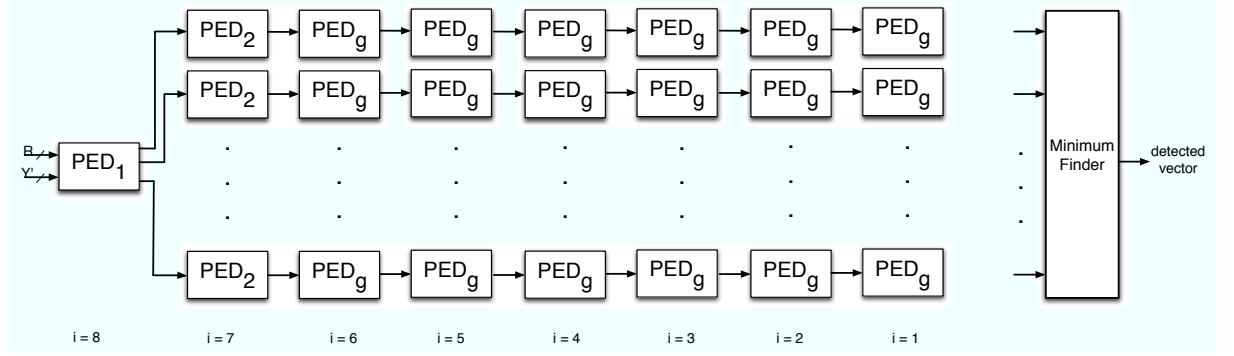 PED2 PEDg PEDg PEDg PEDg PEDg PEDg
PED2 PEDg PEDg PEDg PEDg PEDg PEDg
R
Y'
PED1
Minimum
Finder
detected
vector
PED2 PEDg PEDg PEDg PEDg PEDg PEDg
i = 8 i = 7 i = 6 i = 5 i = 4 i = 3 i = 2 i = 1